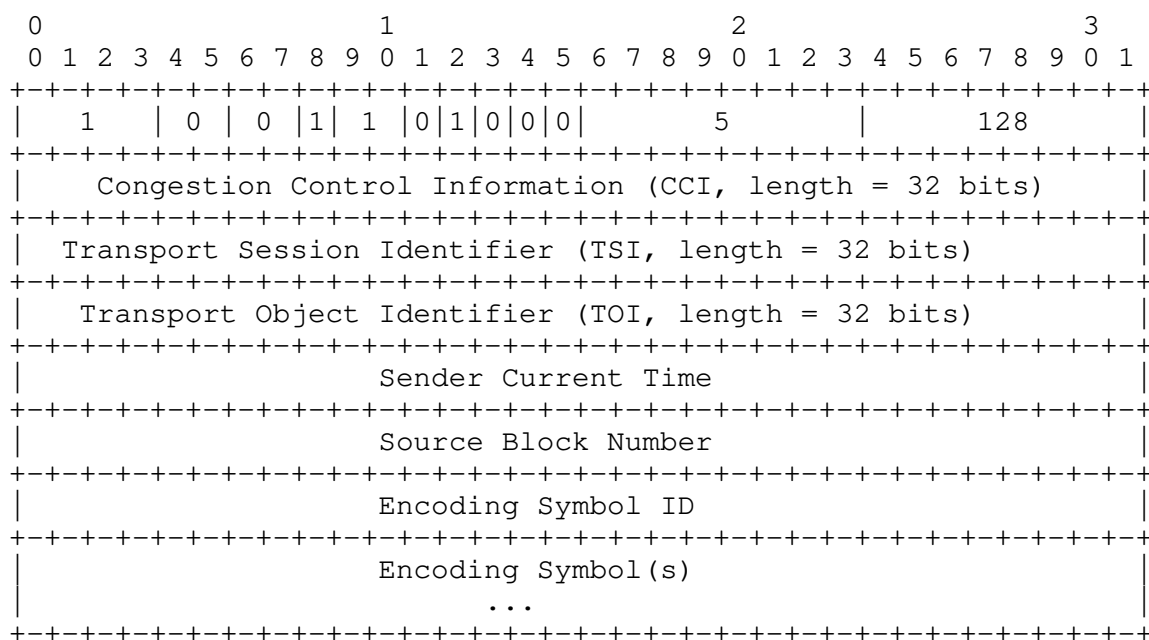 0                   1                   2                   3
 0 1 2 3 4 5 6 7 8 9 0 1 2 3 4 5 6 7 8 9 0 1 2 3 4 5 6 7 8 9 0 1
+-+-+-+-+-+-+-+-+-+-+-+-+-+-+-+-+-+-+-+-+-+-+-+-+-+-+-+-+-+-+-+-+
|   1   | 0 | 0 |1| 1 |0|1|0|0|0|       5       |      128      |
+-+-+-+-+-+-+-+-+-+-+-+-+-+-+-+-+-+-+-+-+-+-+-+-+-+-+-+-+-+-+-+-+
|    Congestion Control Information (CCI, length = 32 bits)     |
+-+-+-+-+-+-+-+-+-+-+-+-+-+-+-+-+-+-+-+-+-+-+-+-+-+-+-+-+-+-+-+-+
|  Transport Session Identifier (TSI, length = 32 bits)         |
+-+-+-+-+-+-+-+-+-+-+-+-+-+-+-+-+-+-+-+-+-+-+-+-+-+-+-+-+-+-+-+-+
|   Transport Object Identifier (TOI, length = 32 bits)         |
+-+-+-+-+-+-+-+-+-+-+-+-+-+-+-+-+-+-+-+-+-+-+-+-+-+-+-+-+-+-+-+-+
|                    Sender Current Time                        |
+-+-+-+-+-+-+-+-+-+-+-+-+-+-+-+-+-+-+-+-+-+-+-+-+-+-+-+-+-+-+-+-+
|                    Source Block Number                        |
+-+-+-+-+-+-+-+-+-+-+-+-+-+-+-+-+-+-+-+-+-+-+-+-+-+-+-+-+-+-+-+-+
|                    Encoding Symbol ID                         |
+-+-+-+-+-+-+-+-+-+-+-+-+-+-+-+-+-+-+-+-+-+-+-+-+-+-+-+-+-+-+-+-+
|                    Encoding Symbol(s)                         |
|                          ...                                  |
+-+-+-+-+-+-+-+-+-+-+-+-+-+-+-+-+-+-+-+-+-+-+-+-+-+-+-+-+-+-+-+-+